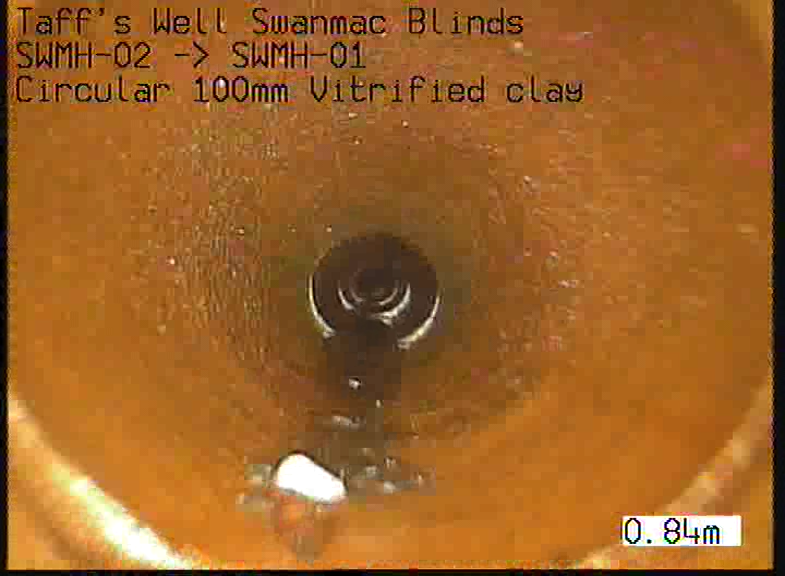 Taff's Well Swanmac Blinds
SWMH-02 -> SWMH-01
Circular 100mm Vitrified clay
0.84m